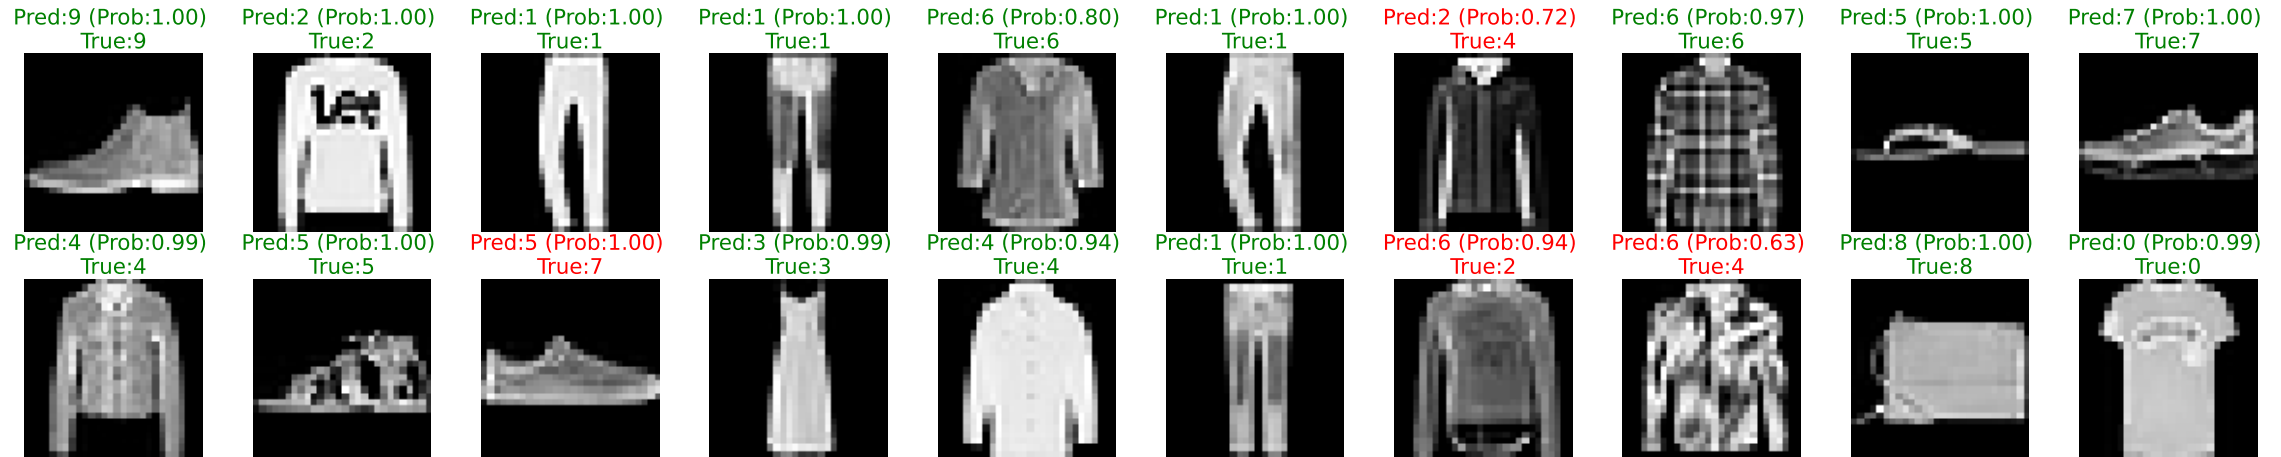 Pred:9 (Prob:1.00) Pred:2 (Prob:1.00) Pred:1 (Prob:1.00) Pred:1 (Prob:1.00) Pred:6 (Prob:0.80) Pred:1 (Prob:1.00) Pred:2 (Prob:0.72) Pred:6 (Prob:0.97) Pred:5 (Prob:1.00) Pred:7 (Prob:1.00)
True:9 True:2 True:1 True:1 True:6 True:1 True:4 True:6 True:5 True:7
Lee
Pred:4 (Prob:0.99) Pred:5 (Prob:1.00) Pred:5 (Prob:1.00) Pred:3 (Prob:0.99) Pred:4 (Prob:0.94) Pred:1 (Prob:1.00) Pred:6 (Prob:0.94) Pred:6 (Prob:0.63) Pred:8 (Prob:1.00) Pred:0 (Prob:0.99)
True:4 True:5 True:7 True:3 True:4 True:1 True:2 True:4 True:8 True:0